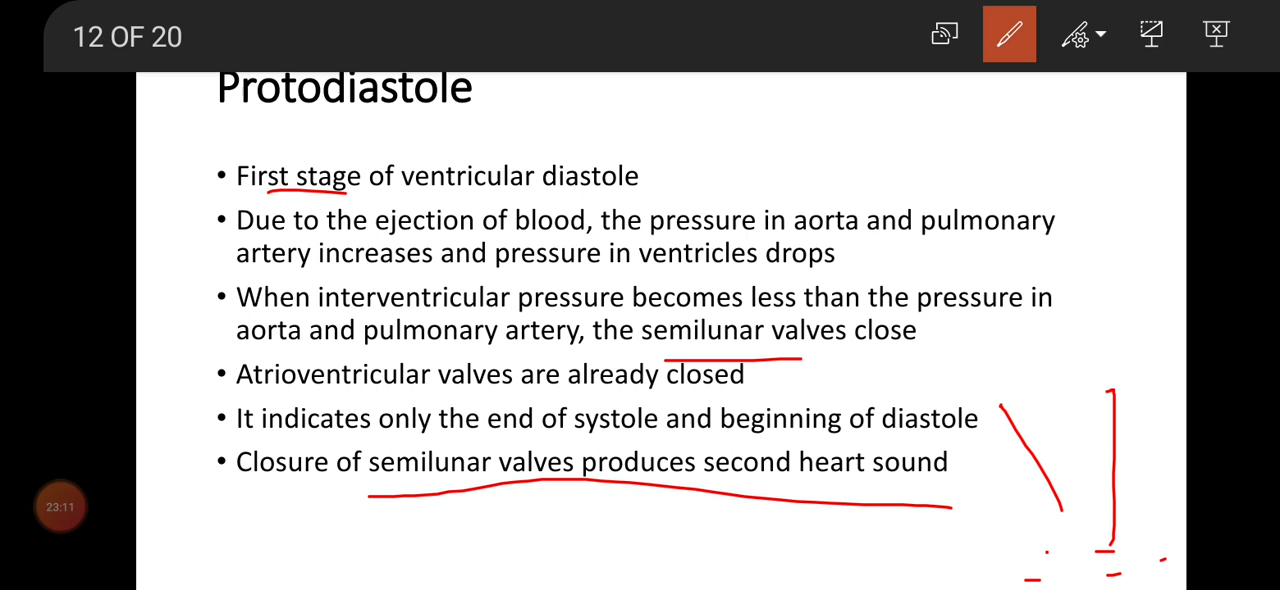 12 OF 20
Protodiastole
• First stage of ventricular diastole
• Due to the ejection of blood, the pressure in aorta and pulmonary
artery increases and pressure in ventricles drops
• When interventricular pressure becomes less than the pressure in
aorta and pulmonary artery, the semilunar valves close
• Atrioventricular valves are already closed
• It indicates only the end of systole and beginning of diastole
• Closure of semilunar valves produces second heart sound
23:11